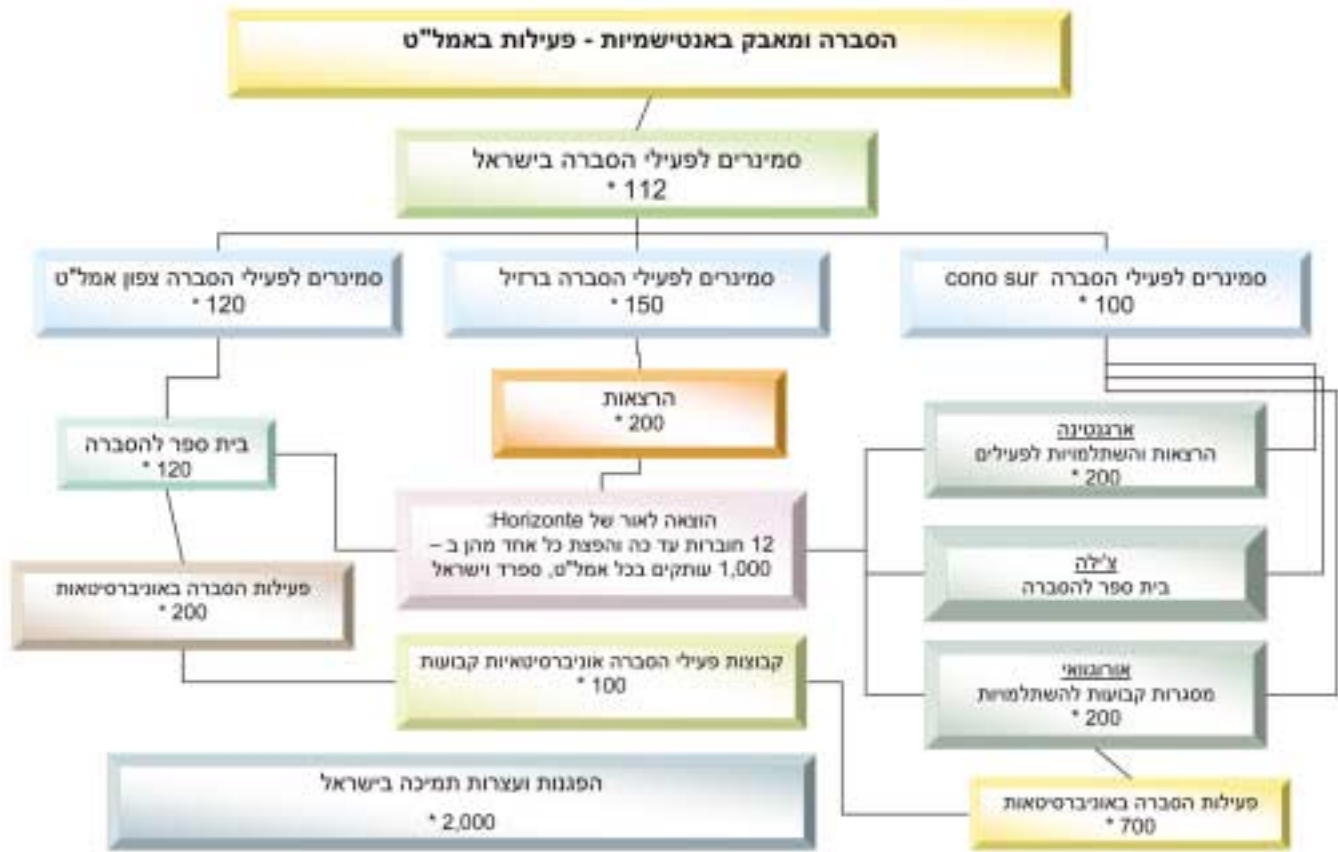 הסברה ומאבק באנטישמיות - פעילות באמל"ט
סמינרים לפעילי הסברה בישראל
112 *
סמינרים לפעילי הסברה cono sur
100 *
סמינרים לפעילי הסברה ברזיל
150 *
סמינרים לפעילי הסברה צפון אמל"ט
120 *
הרצאות
200 *
בית ספר להסברה
120 *
ארגנטינה
הרצאות והשתלמויות לפעילים
200 *
הוצאה לאור של Horizonte:
12 חוברות עד כה והפצת כל אחד מהן ב –
1,000 עותקים בכל אמל"ט, ספרד וישראל
צ'ילה
בית ספר להסברה
פעילות הסברה באוניברסיטאות
200 *
אורוגוואי
מסגרות קבועות להשתלמויות
200 *
קבוצות פעילי הסברה אוניברסיטאיות קבועות
100 *
הפגנות ועצרות תמיכה בישראל
2,000 *
פעילות הסברה באוניברסיטאות
700 *